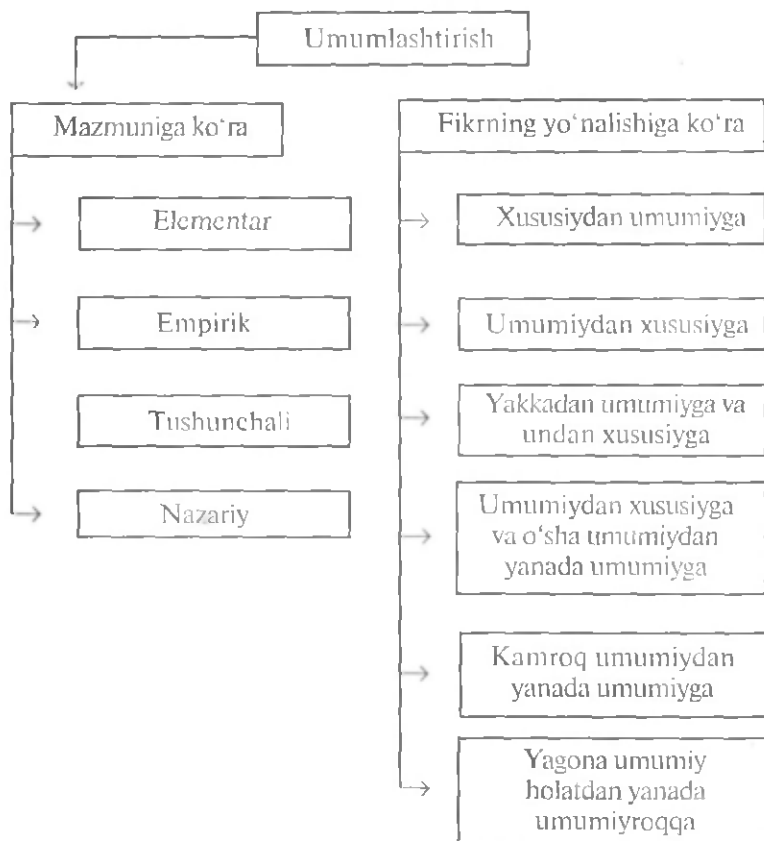 Umumlashtirish
Mazmuniga ko‘ra
Elementar
Empirik
Tushunchali
Nazariy
Fikrning yo‘nalishiga ko‘ra
Xususiydan umumiyga
Umumiydan xususiyga
Yakkadan umumiyga va
undan xususiyga
Umumiydan xususiyga
va o‘sha umumiydan
yanada umumiyga
Kamroq umumiydan
yanada umumiyga
Yagona umumiy
holatdan yanada
umumiyroqqa